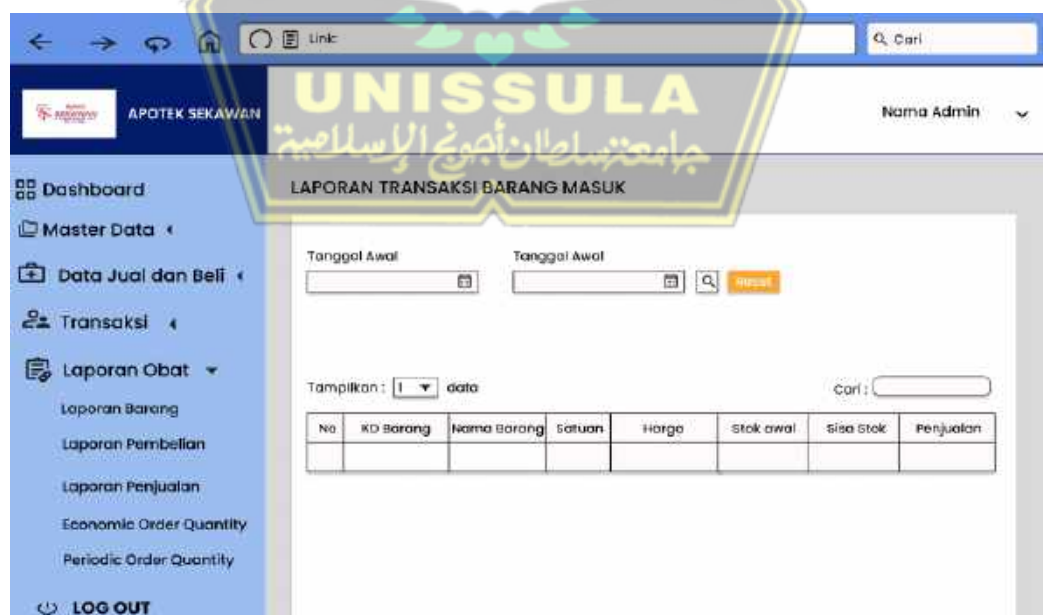 Link
Cari
UNISSULA
جامعترسلطان أجونج الإسلامية
APOTEK SEKAWAN
Nama Admin
Dashboard
Master Data
Data Jual dan Beli
Transaksi
Laporan Obat
Laporan Barang
Laporan Pembelian
Laporan Penjualan
Economic Order Quantity
Periodic Order Quantity
LOG OUT
LAPORAN TRANSAKSI BARANG MASUK
Tanggal Awal Tanggal Awal
Reset
Tampilkan : 1 data Cari :
No KD Barang Nama Barang Satuan Harga Stok awal Sisa Stok Penjualan